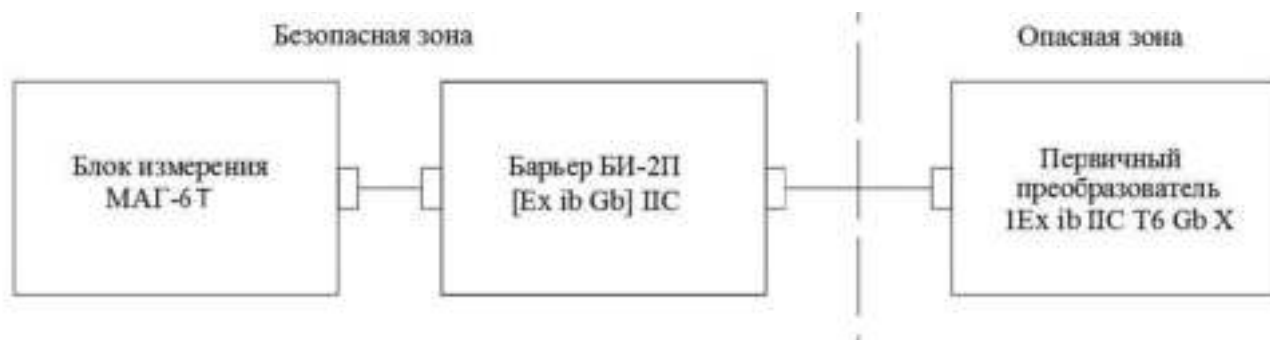 Безопасная зона
Опасная зона
Блок измерения
МАГ-6 Т
Барьер БИ-2П
[Ex ib Gb] IIC
Первичный
преобразователь
1Ex ib IIC T6 Gb X